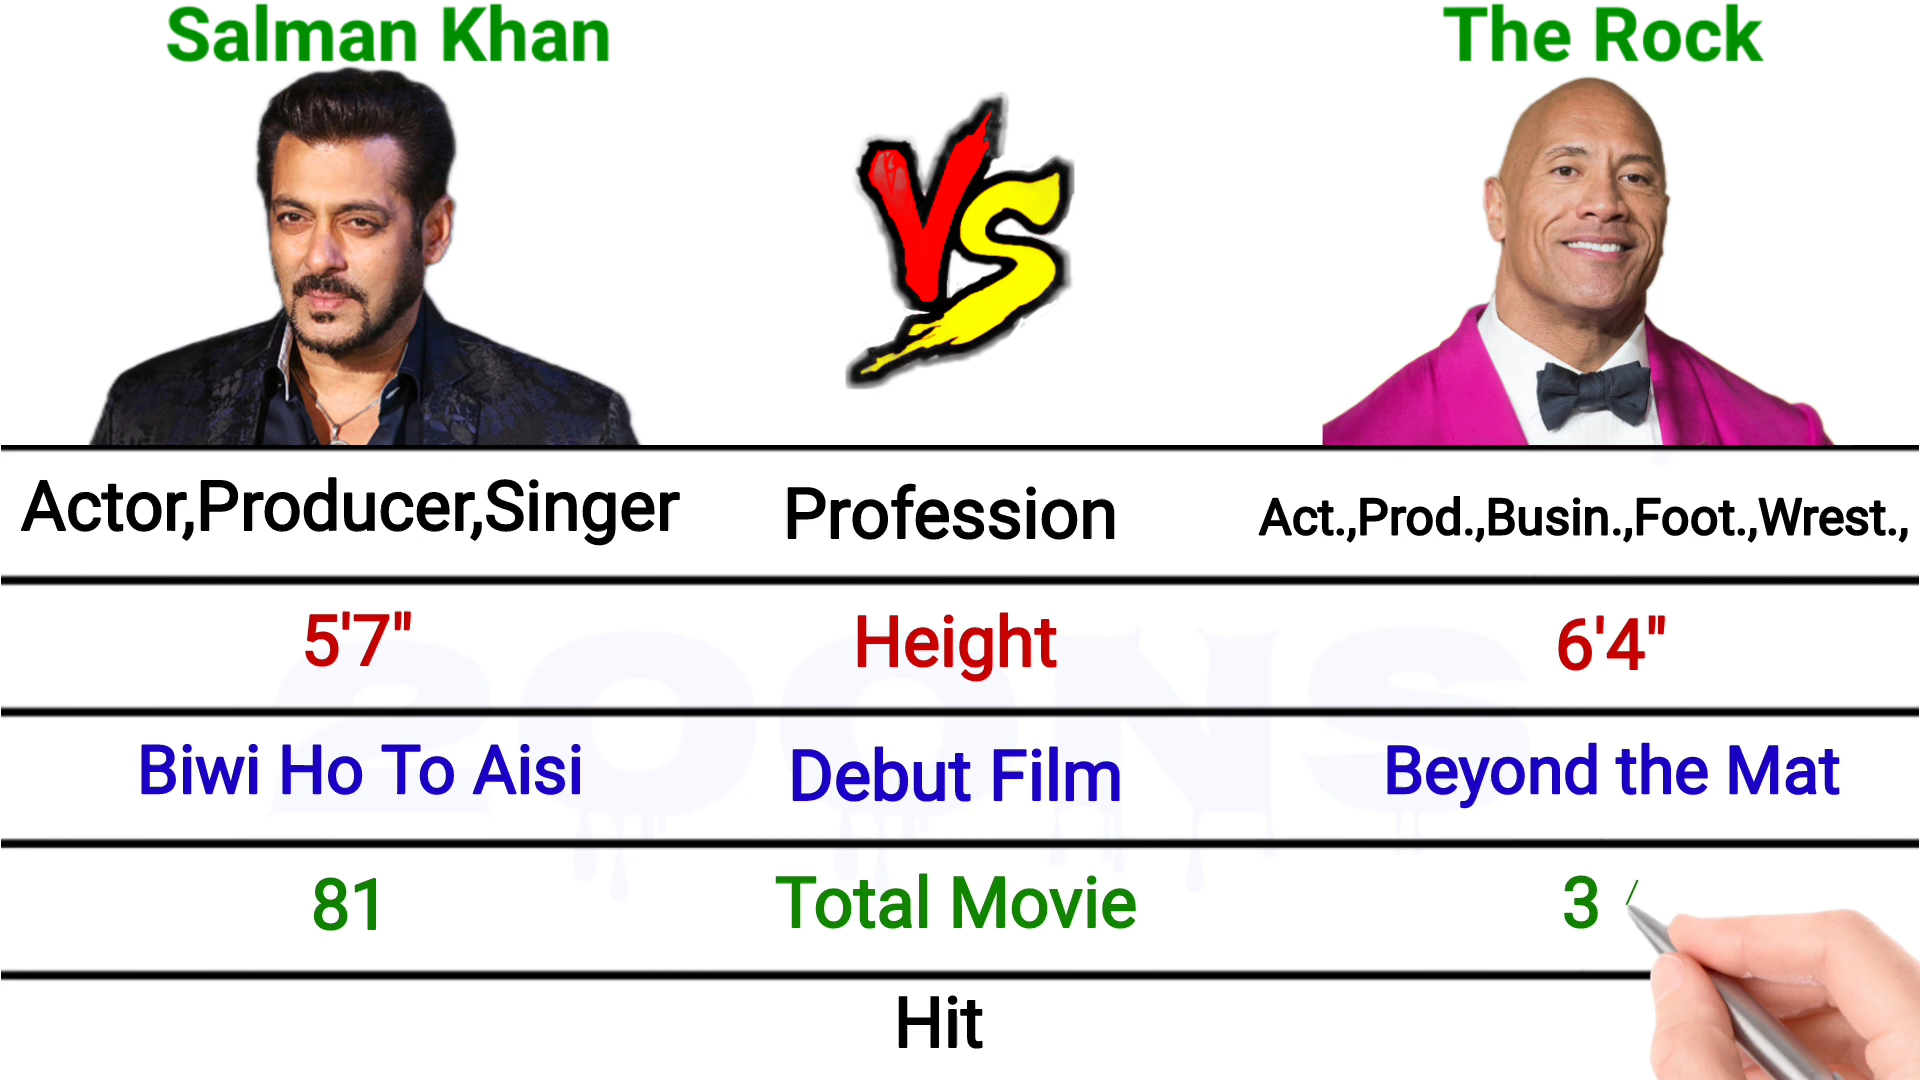 Salman Khan
The Rock
VS
Actor,Producer,Singer
Profession
Act.,Prod.,Busin.,Foot.,Wrest.,
5'7"
Height
6'4"
Biwi Ho To Aisi
Debut Film
Beyond the Mat
81
Total Movie
3
Hit
2OONS